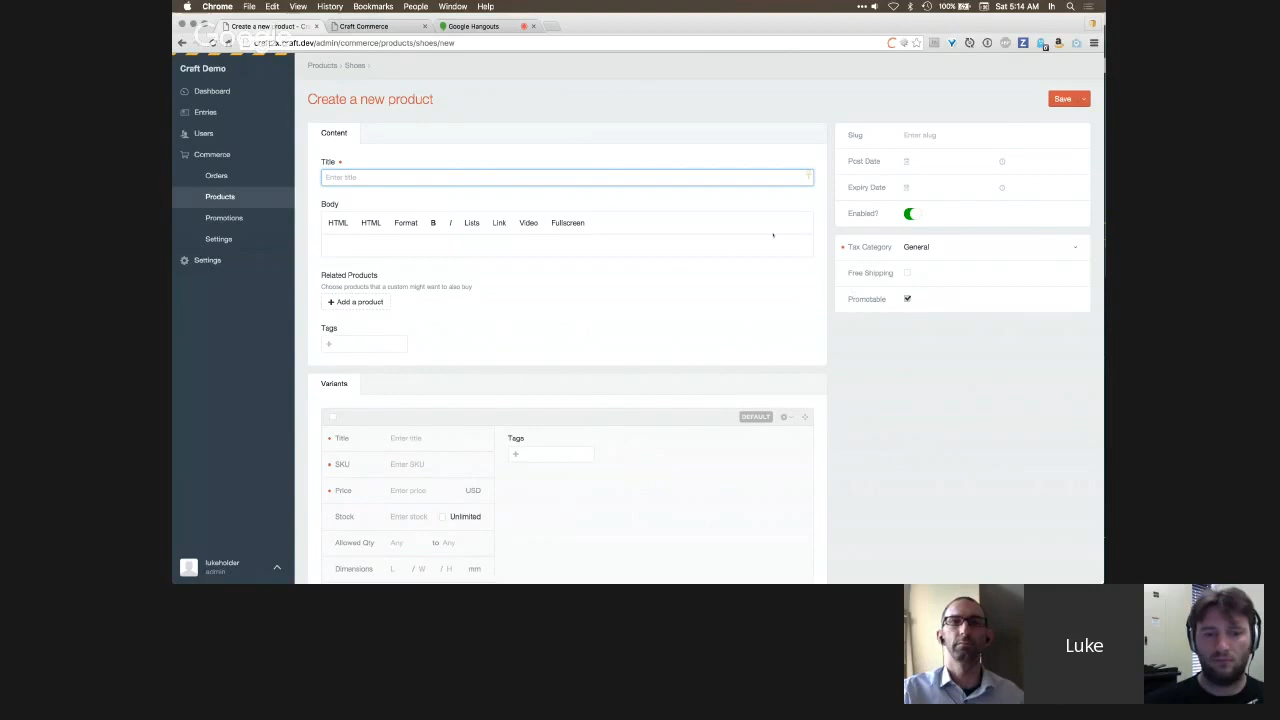 Chrome File Edit View History Bookmarks People Window Help
100% Sat 5:14 AM lh
Create a new product - Cr
Craft Commerce
Google Hangouts
Google
craft.dev/admin/commerce/products/shoes/new
Craft Demo
Dashboard
Entries
Users
Commerce
Orders
Products
Promotions
Settings
Settings
lukeholder
admin
Products › Shoes ›
Create a new product
Save
Content
Title
Enter title
Body
HTML HTML Format B I Lists Link Video Fullscreen
Related Products
Choose products that a custom might want to also buy
+ Add a product
Tags
+
Variants
DEFAULT
Title Enter title
SKU Enter SKU
Price Enter price USD
Stock Enter stock Unlimited
Allowed Qty Any to Any
Dimensions L / W / H mm
Tags
+
Slug Enter slug
Post Date
Expiry Date
Enabled?
Tax Category General
Free Shipping
Promotable
Luke